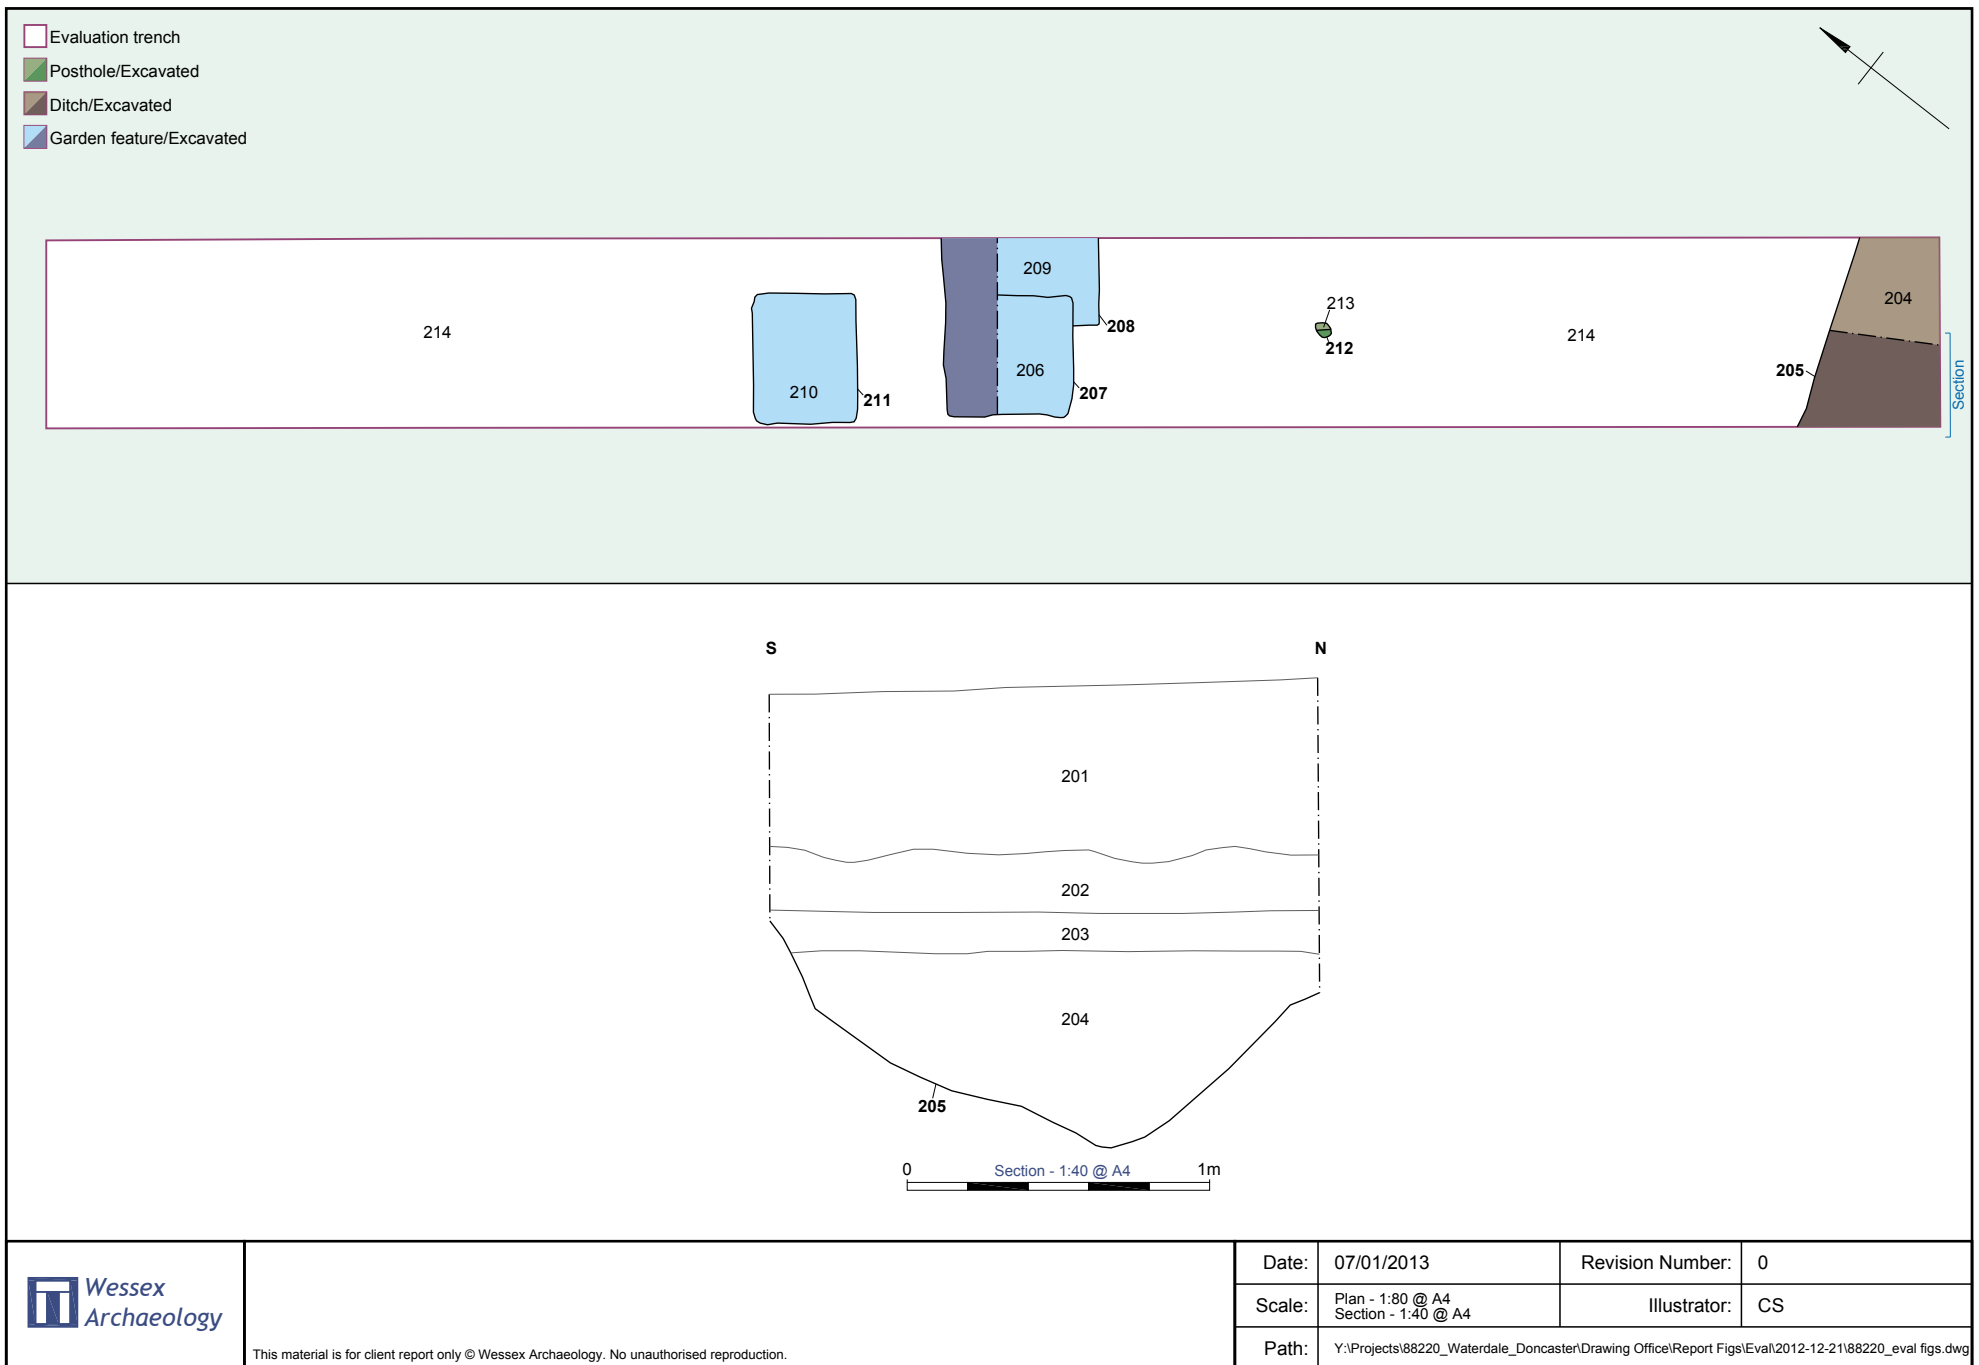 Evaluation trench
Posthole/Excavated
Ditch/Excavated
Garden feature/Excavated
214
210
211
209
208
206
207
213
212
214
205
204
Section
S
N
201
202
203
204
205
0
Section - 1:40 @ A4
1m
Wessex
Archaeology
This material is for client report only © Wessex Archaeology. No unauthorised reproduction.
Date: 07/01/2013 Revision Number: 0
Scale: Plan - 1:80 @ A4
Section - 1:40 @ A4
Illustrator: CS
Path: Y:\Projects\88220_Waterdale_Doncaster\Drawing Office\Report Figs\Eval\2012-12-21\88220_eval figs.dwg